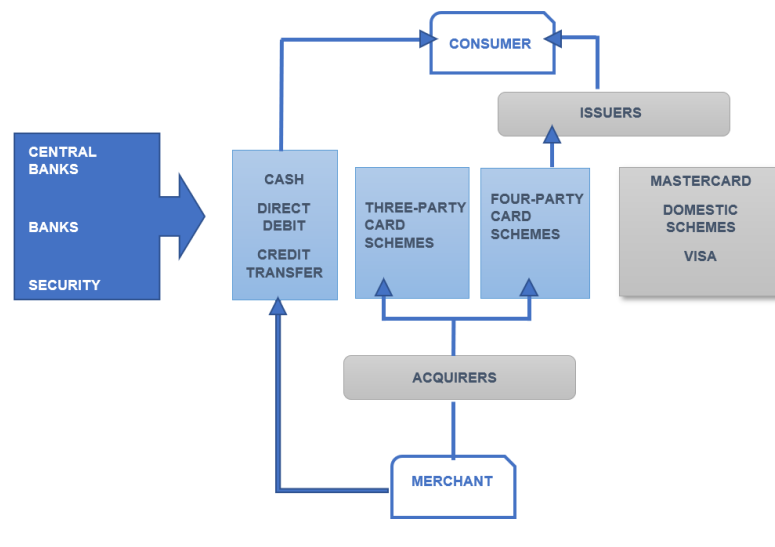 CONSUMER
ISSUERS
CENTRAL
BANKS
BANKS
SECURITY
CASH
DIRECT
DEBIT
CREDIT
TRANSFER
THREE-PARTY
CARD
SCHEMES
FOUR-PARTY
CARD
SCHEMES
MASTERCARD
DOMESTIC
SCHEMES
VISA
ACQUIRERS
MERCHANT